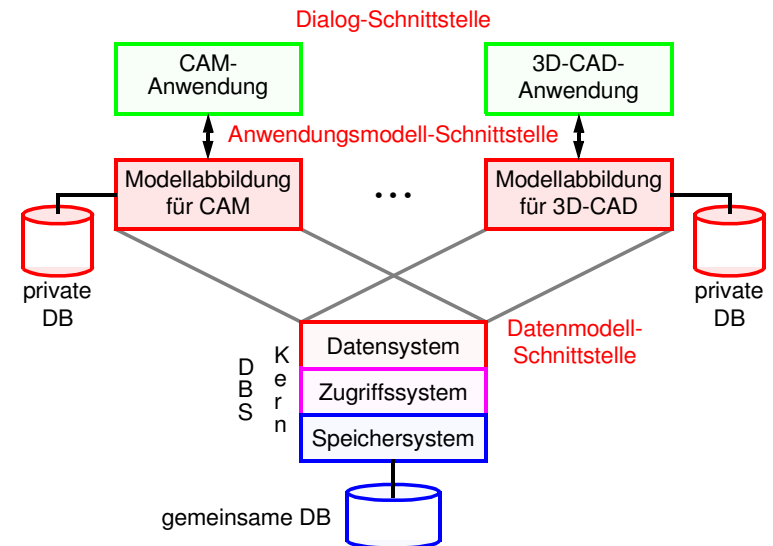 Dialog-Schnittstelle
CAM-
Anwendung
3D-CAD-
Anwendung
Anwendungsmodell-Schnittstelle
Modellabbildung
für CAM
...
Modellabbildung
für 3D-CAD
private
DB
private
DB
Datenmodell-
Schnittstelle
DBS
Kern
Datensystem
Zugriffssystem
Speichersystem
gemeinsame DB